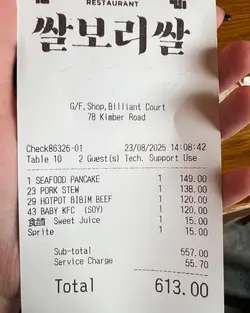 RESTAURANT
쌀보리쌀
G/F,Shop,Billiant Court
78 Kimber Road
Check86326-01 23/08/2025 14:08:42
Table 10 2 Guest(s) Tech. Support Use
1 SEAFOOD PANCAKE 1 149.00
23 PORK STEW 1 138.00
29 HOTPOT BIBIM BEEF 1 120.00
43 BABY KFC (SOY) 1 120.00
Sweet Juice 1 15.00
Sprite 1 15.00
Sub-total 557.00
Service Charge 55.70
Total 613.00